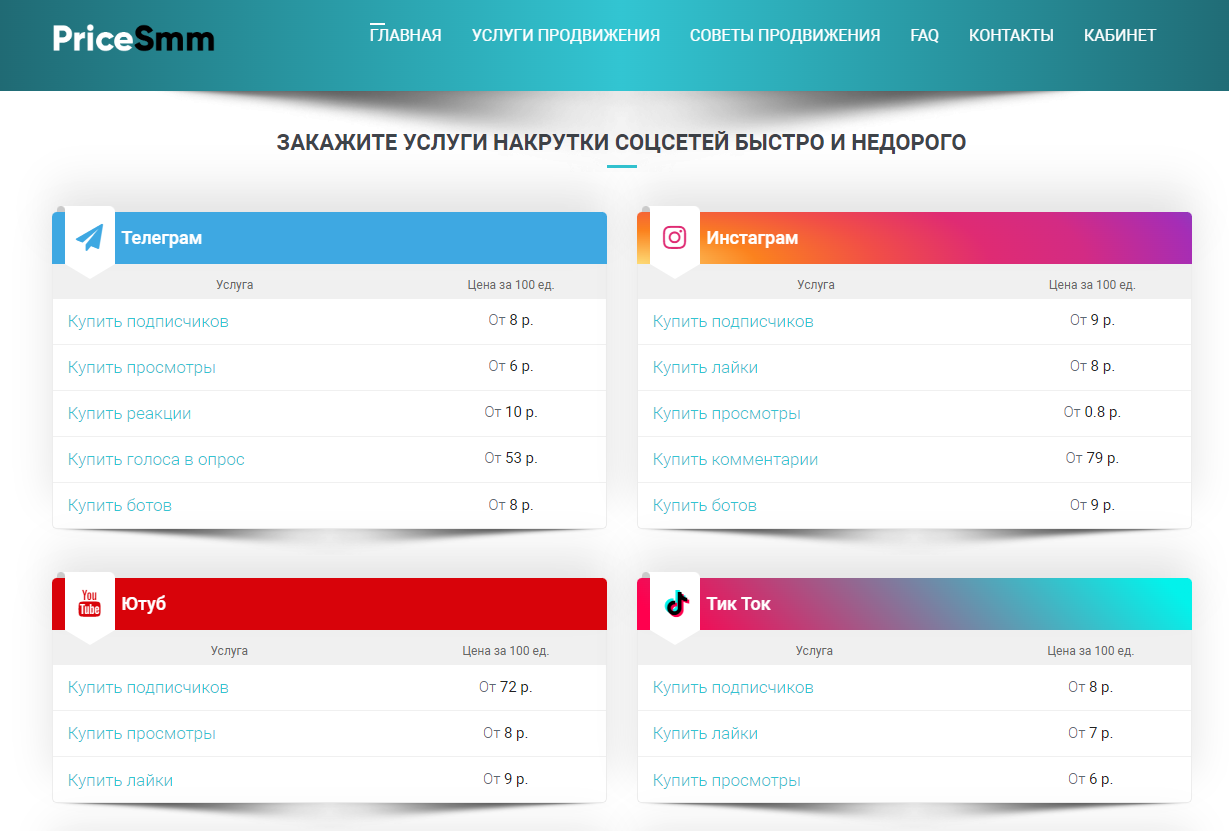 PriceSmm
ГЛАВНАЯ УСЛУГИ ПРОДВИЖЕНИЯ СОВЕТЫ ПРОДВИЖЕНИЯ FAQ КОНТАКТЫ КАБИНЕТ
ЗАКАЖИТЕ УСЛУГИ НАКРУТКИ СОЦСЕТЕЙ БЫСТРО И НЕДОРОГО
Телеграм
Услуга Цена за 100 ед.
Купить подписчиков От 8 р.
Купить просмотры От 6 р.
Купить реакции От 10 р.
Купить голоса в опрос От 53 р.
Купить ботов От 8 р.
Инстаграм
Услуга Цена за 100 ед.
Купить подписчиков От 9 р.
Купить лайки От 8 р.
Купить просмотры От 0.8 р.
Купить комментарии От 79 р.
Купить ботов От 9 р.
You
Tube
Ютуб
Услуга Цена за 100 ед.
Купить подписчиков От 72 р.
Купить просмотры От 8 р.
Купить лайки От 9 р.
Тик Ток
Услуга Цена за 100 ед.
Купить подписчиков От 8 р.
Купить лайки От 7 р.
Купить просмотры От 6 р.